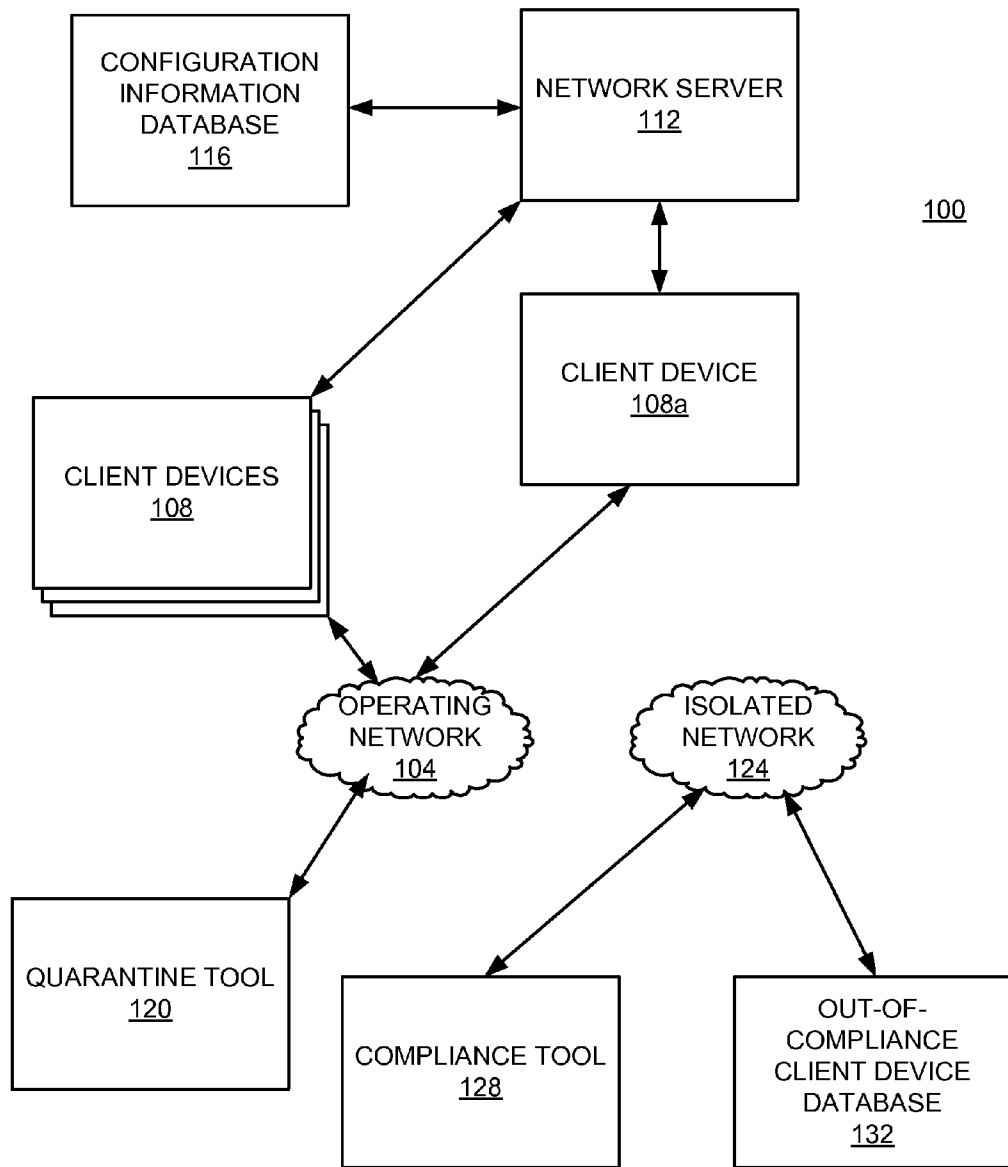 CONFIGURATION
INFORMATION
DATABASE
116
NETWORK SERVER
112
100
CLIENT DEVICE
108a
CLIENT DEVICES
108
OPERATING
NETWORK
104
ISOLATED
NETWORK
124
QUARANTINE TOOL
120
COMPLIANCE TOOL
128
OUT-OF-
COMPLIANCE
CLIENT DEVICE
DATABASE
132